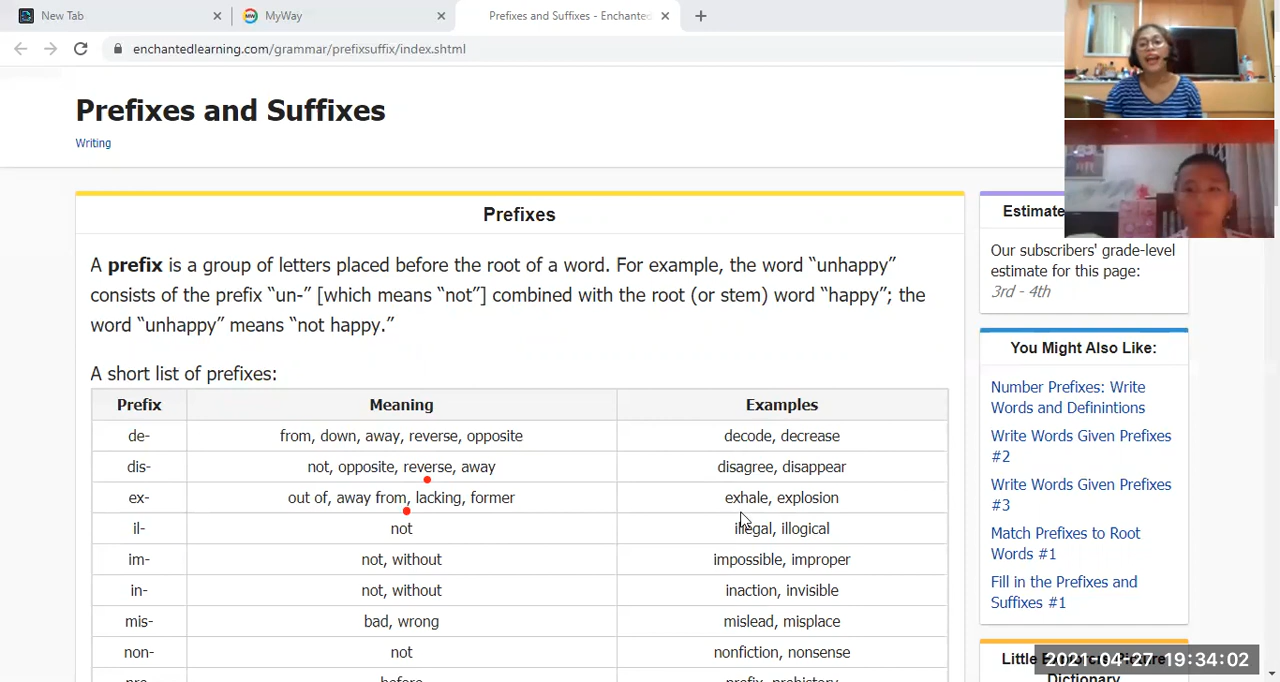 New Tab
MyWay
Prefixes and Suffixes - Enchanted
enchantedlearning.com/grammar/prefixsuffix/index.shtml
Prefixes and Suffixes
Writing
Prefixes
A prefix is a group of letters placed before the root of a word. For example, the word “unhappy”
consists of the prefix “un-” [which means “not”] combined with the root (or stem) word “happy”; the
word “unhappy” means “not happy.”
A short list of prefixes:
Prefix Meaning Examples
de- from, down, away, reverse, opposite decode, decrease
dis- not, opposite, reverse, away disagree, disappear
ex- out of, away from, lacking, former exhale, explosion
il- not illegal, illogical
im- not, without impossible, improper
in- not, without inaction, invisible
mis- bad, wrong mislead, misplace
non- not nonfiction, nonsense
before prefix, prehistory
Estimate
Our subscribers' grade-level
estimate for this page:
3rd - 4th
You Might Also Like:
Number Prefixes: Write
Words and Definintions
Write Words Given Prefixes
#2
Write Words Given Prefixes
#3
Match Prefixes to Root
Words #1
Fill in the Prefixes and
Suffixes #1
Picture
Dictionary
2021-04-27 19:34:02